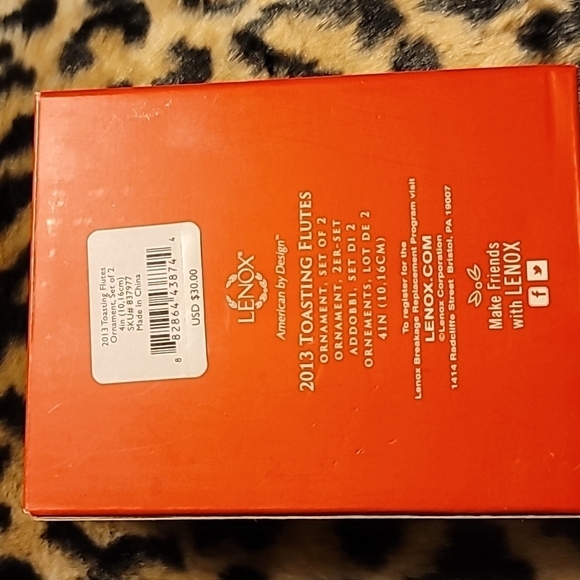 2013 Toasting Flutes
Ornament,Set of 2
4in (10,16cm)
SKU# 837977
Made In China
8 82864 43874 4
USD $30.00
LENOX®
American by Design™
2013 TOASTING FLUTES
ORNAMENT, SET OF 2
ORNAMENT, 2ER-SET
ADDOBBI, SET DI 2
ORNEMENTS, LOT DE 2
4IN (10,16CM)
To register for the
Lenox Breakage Replacement Program visit
LENOX.COM
©Lenox Corporation
1414 Radcliffe Street Bristol, PA 19007
Make Friends
with LENOX
f